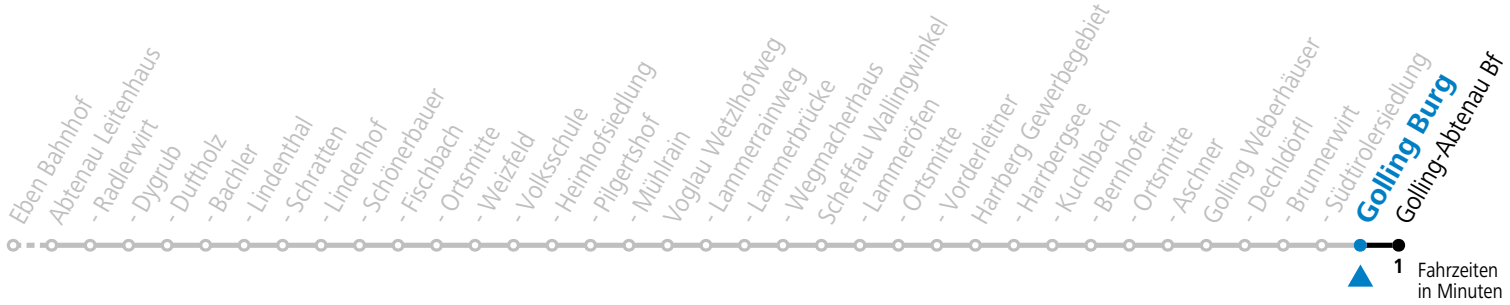 Eben Bahnhof
Abtenau Leitenhaus
- Radlerwirt
- Dygrub
- Duftholz
- Bachler
- Lindenthal
- Schratten
- Lindenhof
- Schönerbauer
- Fischbach
- Ortsmitte
- Weizfeld
- Volksschule
- Heimhofsiedlung
- Pilgertshof
- Mühlrain
Voglau Wetzlhofweg
- Lammerrainweg
- Lammerbrücke
- Wegmacherhaus
Scheffau Wallingwinkel
- Lammeröfen
- Ortsmitte
- Vorderleitner
Harrberg Gewerbegebiet
- Harrbergsee
- Kuchlbach
- Bernhofer
- Ortsmitte
- Aschner
Golling Weberhäuser
- Dechldörfl
- Brunnerwirt
- Südtirolersiedlung
Golling Burg
Golling-Abtenau Bf
1 Fahrzeiten
in Minuten